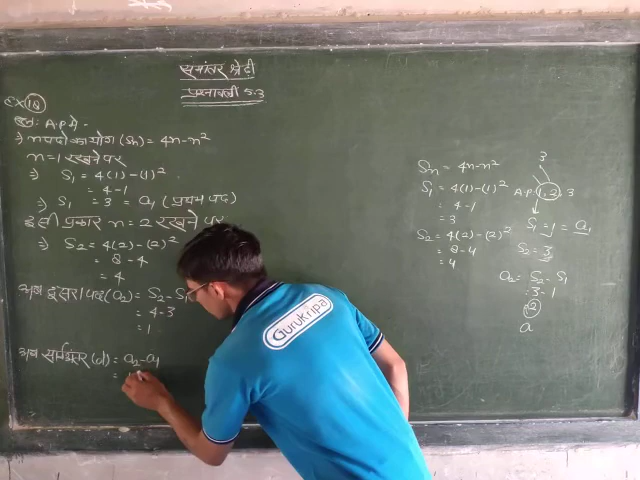 समांतर श्रेढी
प्रश्नावली 5.3
Ex 18
हल: A.P. में -
⇒ n पदों का योग (Sn) = 4n-n²
n=1 रखने पर
⇒ S₁ = 4(1)-(1)²
= 4-1
⇒ S₁ = 3 = a₁ (प्रथम पद)
इसी प्रकार n=2 रखने पर
⇒ S₂ = 4(2)-(2)²
= 8-4
= 4
अब दूसरा पद (a₂) = S₂-S₁
= 4-3
= 1
अब सार्वअंतर (d) = a₂-a₁
=
Sn = 4n-n²
S₁ = 4(1)-(1)²
= 4-1
= 3
S₂ = 4(2)-(2)²
= 8-4
= 4
3
A.P. 1, 2, 3
S₁ = 1 = a₁
S₂ = 3
a₂ = S₂-S₁
= 3-1
2
a
Gurukripa